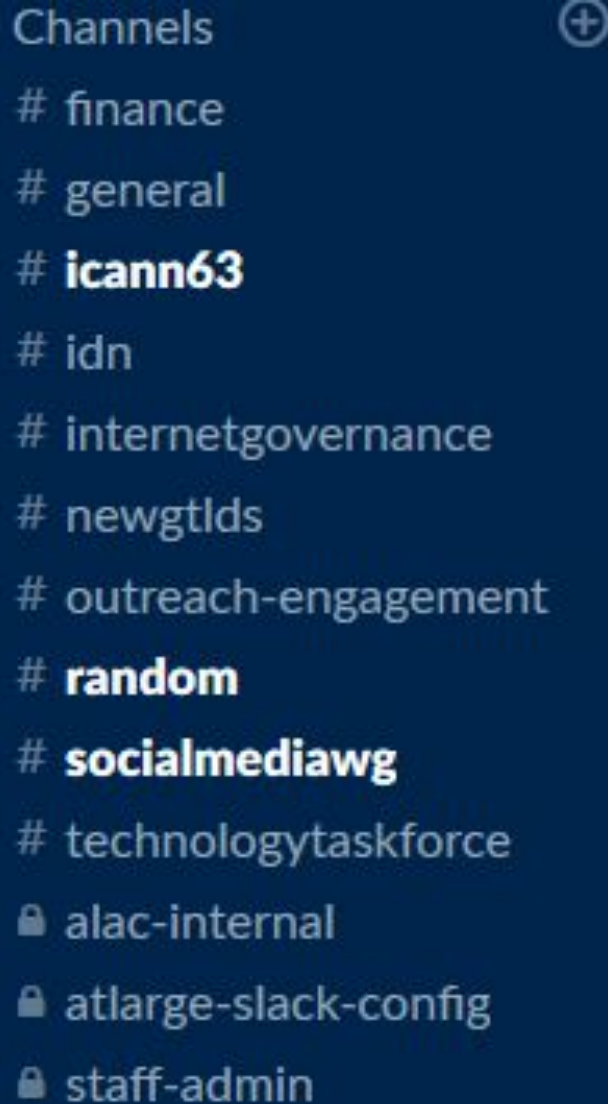 Channels
# finance
# general
# icann63
# idn
# internetgovernance
# newgtlds
# outreach-engagement
# random
# socialmediawg
# technologytaskforce
alac-internal
atlarge-slack-config
staff-admin